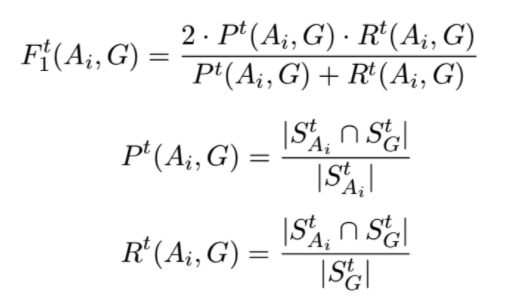 F_1^t(A_i, G) = \frac{2 \cdot P^t(A_i, G) \cdot R^t(A_i, G)}{P^t(A_i, G) + R^t(A_i, G)}
P^t(A_i, G) = \frac{|S_{A_i}^t \cap S_G^t|}{|S_{A_i}^t|}
R^t(A_i, G) = \frac{|S_{A_i}^t \cap S_G^t|}{|S_G^t|}